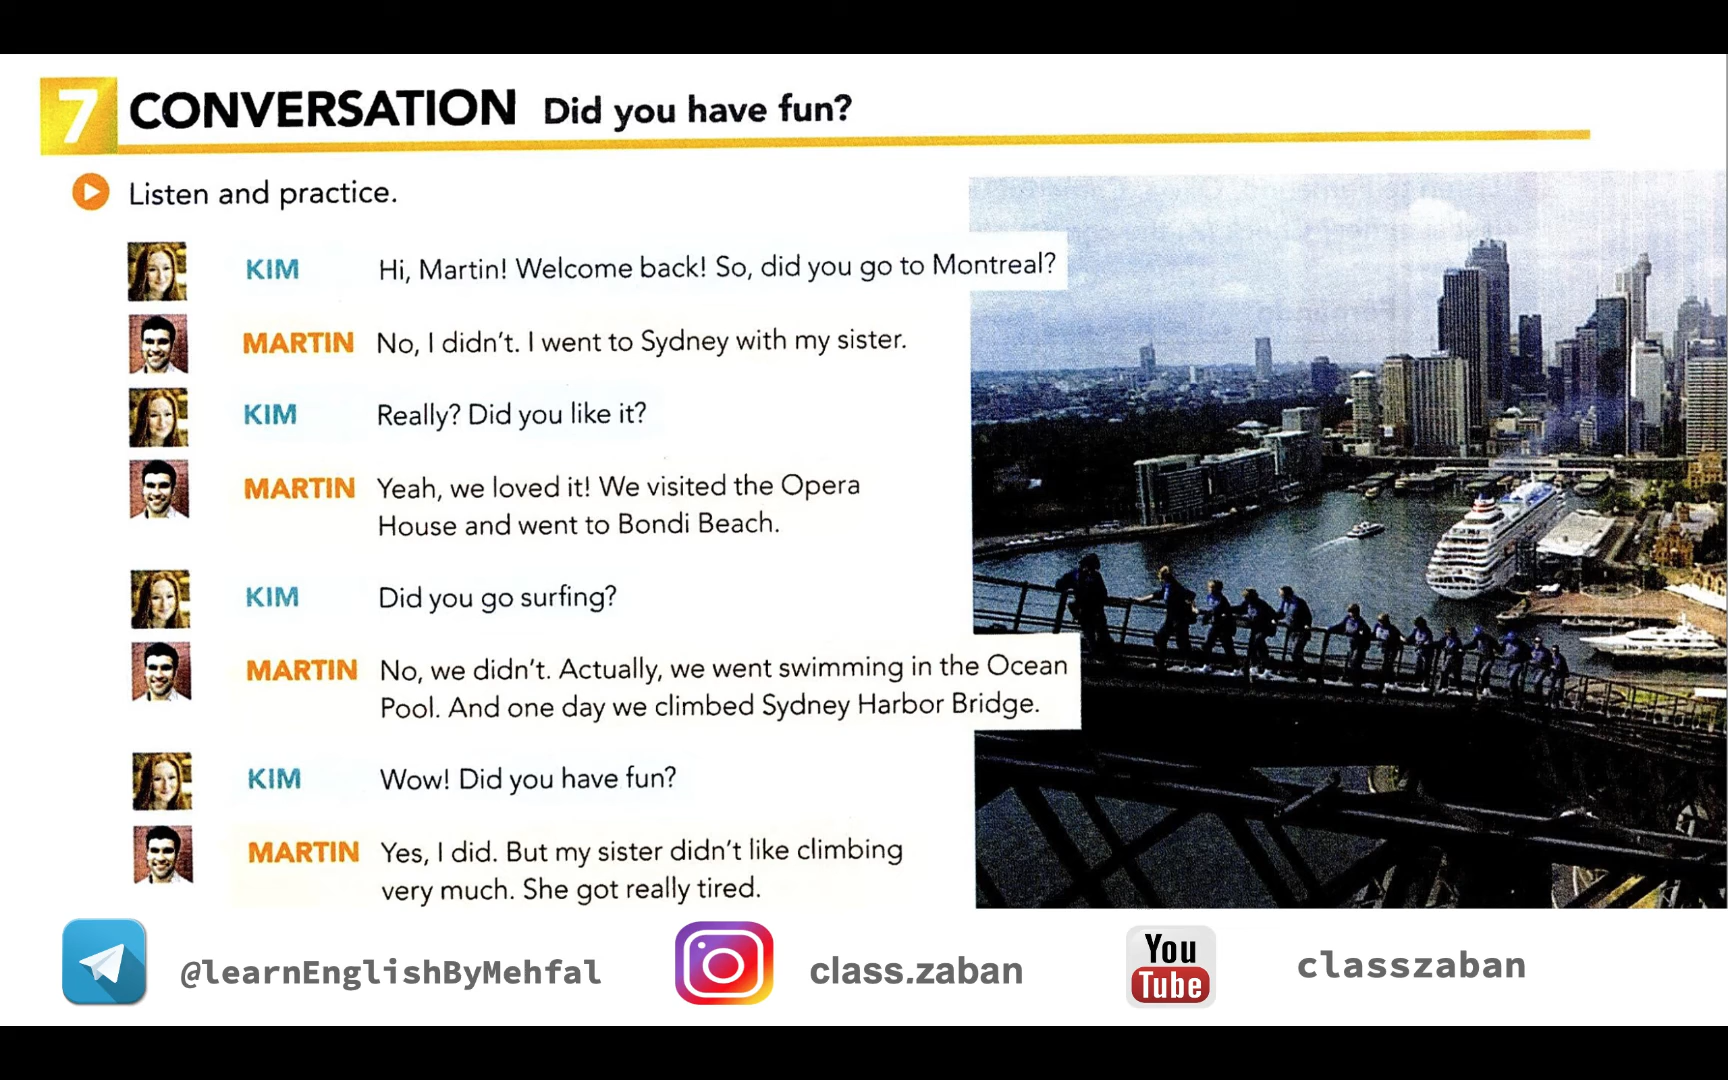 7 CONVERSATION Did you have fun?
Listen and practice.
KIM Hi, Martin! Welcome back! So, did you go to Montreal?
MARTIN No, I didn't. I went to Sydney with my sister.
KIM Really? Did you like it?
MARTIN Yeah, we loved it! We visited the Opera
House and went to Bondi Beach.
KIM Did you go surfing?
MARTIN No, we didn't. Actually, we went swimming in the Ocean
Pool. And one day we climbed Sydney Harbor Bridge.
KIM Wow! Did you have fun?
MARTIN Yes, I did. But my sister didn't like climbing
very much. She got really tired.
@learnEnglishByMehfal class.zaban You Tube classzaban